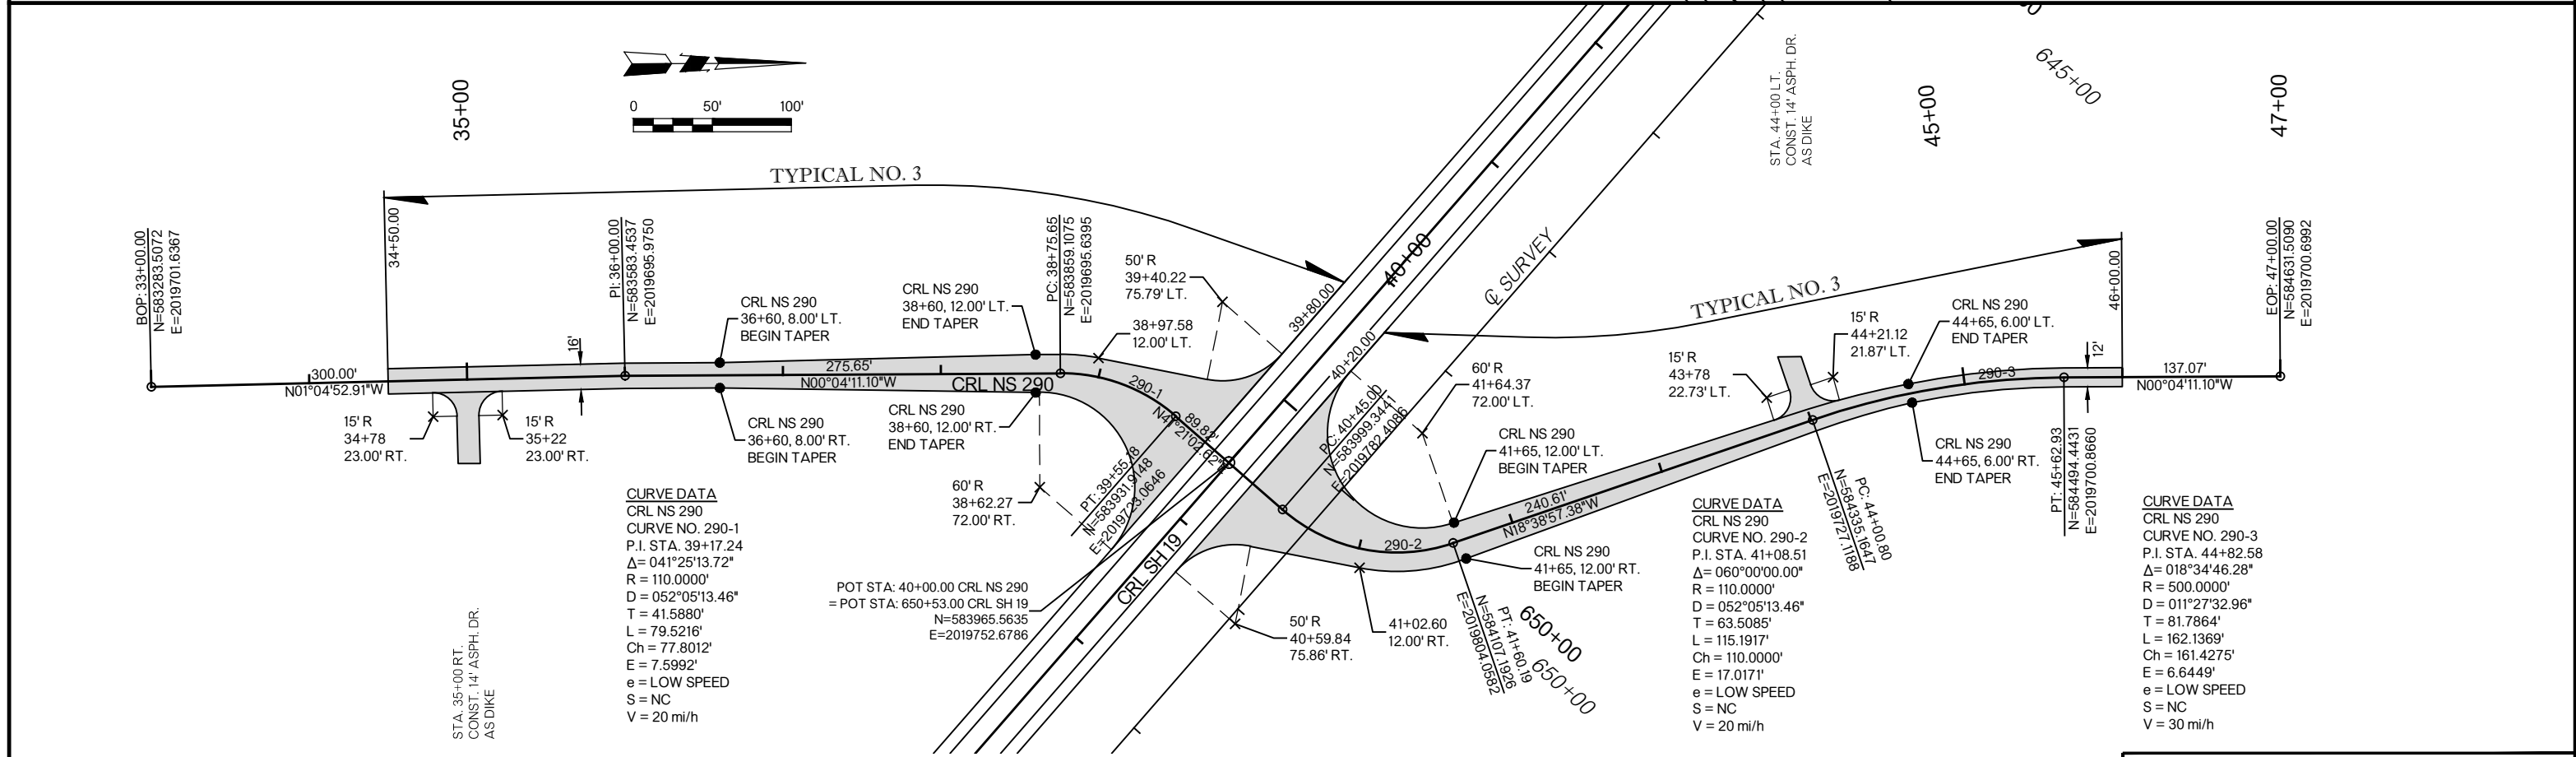 0 50' 100'
35+00
45+00
47+00
645+00
STA. 44+00 LT.
CONST. 14' ASPH. DR.
AS DIKE
TYPICAL NO. 3
TYPICAL NO. 3
BOP: 33+00.00
N=583283.5072
E=2019701.6367
34+50.00
300.00'
N01°04'52.91"W
16'
PI: 36+00.00
N=583583.4537
E=2019695.9750
CRL NS 290
36+60, 8.00' LT.
BEGIN TAPER
275.65'
N00°04'11.10"W
CRL NS 290
CRL NS 290
38+60, 12.00' LT.
END TAPER
PC: 38+75.65
N=583859.1075
E=2019695.6395
50' R
39+40.22
75.79' LT.
38+97.58
12.00' LT.
39+80.00
40+00
40+20.00
℄ SURVEY
290-1
89.82'
N41°21'02.62"E
15' R
34+78
23.00' RT.
15' R
35+22
23.00' RT.
CRL NS 290
36+60, 8.00' RT.
BEGIN TAPER
CRL NS 290
38+60, 12.00' RT.
END TAPER
60' R
38+62.27
72.00' RT.
PT: 39+55.18
N=583931.9148
E=2019723.0646
POT STA: 40+00.00 CRL NS 290
= POT STA: 650+53.00 CRL SH 19
N=583965.5635
E=2019752.6786
CRL SH 19
PC: 40+45.00
N=583999.3441
E=2019782.4086
60' R
41+64.37
72.00' LT.
CRL NS 290
41+65, 12.00' LT.
BEGIN TAPER
290-2
CRL NS 290
41+65, 12.00' RT.
BEGIN TAPER
50' R
40+59.84
75.86' RT.
41+02.60
12.00' RT.
PT: 41+60.19
N=584107.1926
E=2019804.0582
650+00
650+00
240.61'
N18°38'57.38"W
15' R
43+78
22.73' LT.
15' R
44+21.12
21.87' LT.
CRL NS 290
44+65, 6.00' LT.
END TAPER
290-3
CRL NS 290
44+65, 6.00' RT.
END TAPER
PC: 44+00.80
N=584335.1647
E=2019727.1188
PT: 45+62.93
N=584494.4431
E=2019700.8660
12'
46+00.00
137.07'
N00°04'11.10"W
EOP: 47+00.00
N=584631.5090
E=2019700.6992
STA. 35+00 RT.
CONST. 14' ASPH. DR.
AS DIKE
CURVE DATA
CRL NS 290
CURVE NO. 290-1
P.I. STA. 39+17.24
Δ= 041°25'13.72"
R = 110.0000'
D = 052°05'13.46"
T = 41.5880'
L = 79.5216'
Ch = 77.8012'
E = 7.5992'
e = LOW SPEED
S = NC
V = 20 mi/h
CURVE DATA
CRL NS 290
CURVE NO. 290-2
P.I. STA. 41+08.51
Δ= 060°00'00.00"
R = 110.0000'
D = 052°05'13.46"
T = 63.5085'
L = 115.1917'
Ch = 110.0000'
E = 17.0171'
e = LOW SPEED
S = NC
V = 20 mi/h
CURVE DATA
CRL NS 290
CURVE NO. 290-3
P.I. STA. 44+82.58
Δ= 018°34'46.28"
R = 500.0000'
D = 011°27'32.96"
T = 81.7864'
L = 162.1369'
Ch = 161.4275'
E = 6.6449'
e = LOW SPEED
S = NC
V = 30 mi/h